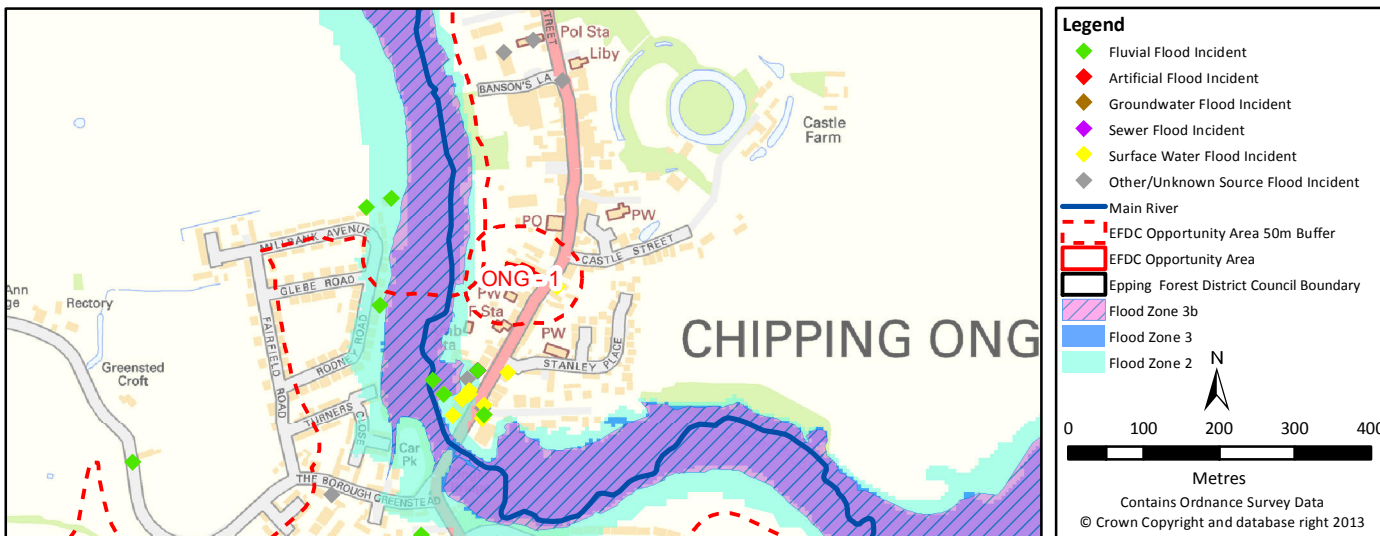 STREET
Pol Sta
Liby
BANSON'S LA
Castle
Farm
MILLBANK AVENUE
PO
PW
CASTLE STREET
GLEBE ROAD
ONG - 1
Ann
ge
Rectory
PW
F Sta
PW
FAIRFIELD ROAD
RODNEY ROAD
STANLEY PLACE
CHIPPING ONG
Greensted
Croft
TURNERS
CLOSE
Car
Pk
THE BOROUGH
GREENSTEAD
Legend
Fluvial Flood Incident
Artificial Flood Incident
Groundwater Flood Incident
Sewer Flood Incident
Surface Water Flood Incident
Other/Unknown Source Flood Incident
Main River
EFDC Opportunity Area 50m Buffer
EFDC Opportunity Area
Epping Forest District Council Boundary
Flood Zone 3b
Flood Zone 3
Flood Zone 2
N
0 100 200 300 400
Metres
Contains Ordnance Survey Data
© Crown Copyright and database right 2013